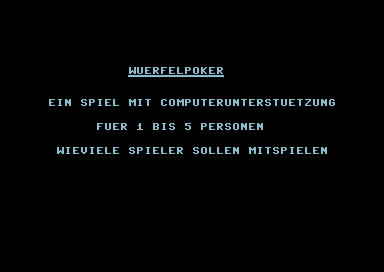 WUERFELPOKER
EIN SPIEL MIT COMPUTERUNTERSTUETZUNG
FUER 1 BIS 5 PERSONEN
WIEVIELE SPIELER SOLLEN MITSPIELEN